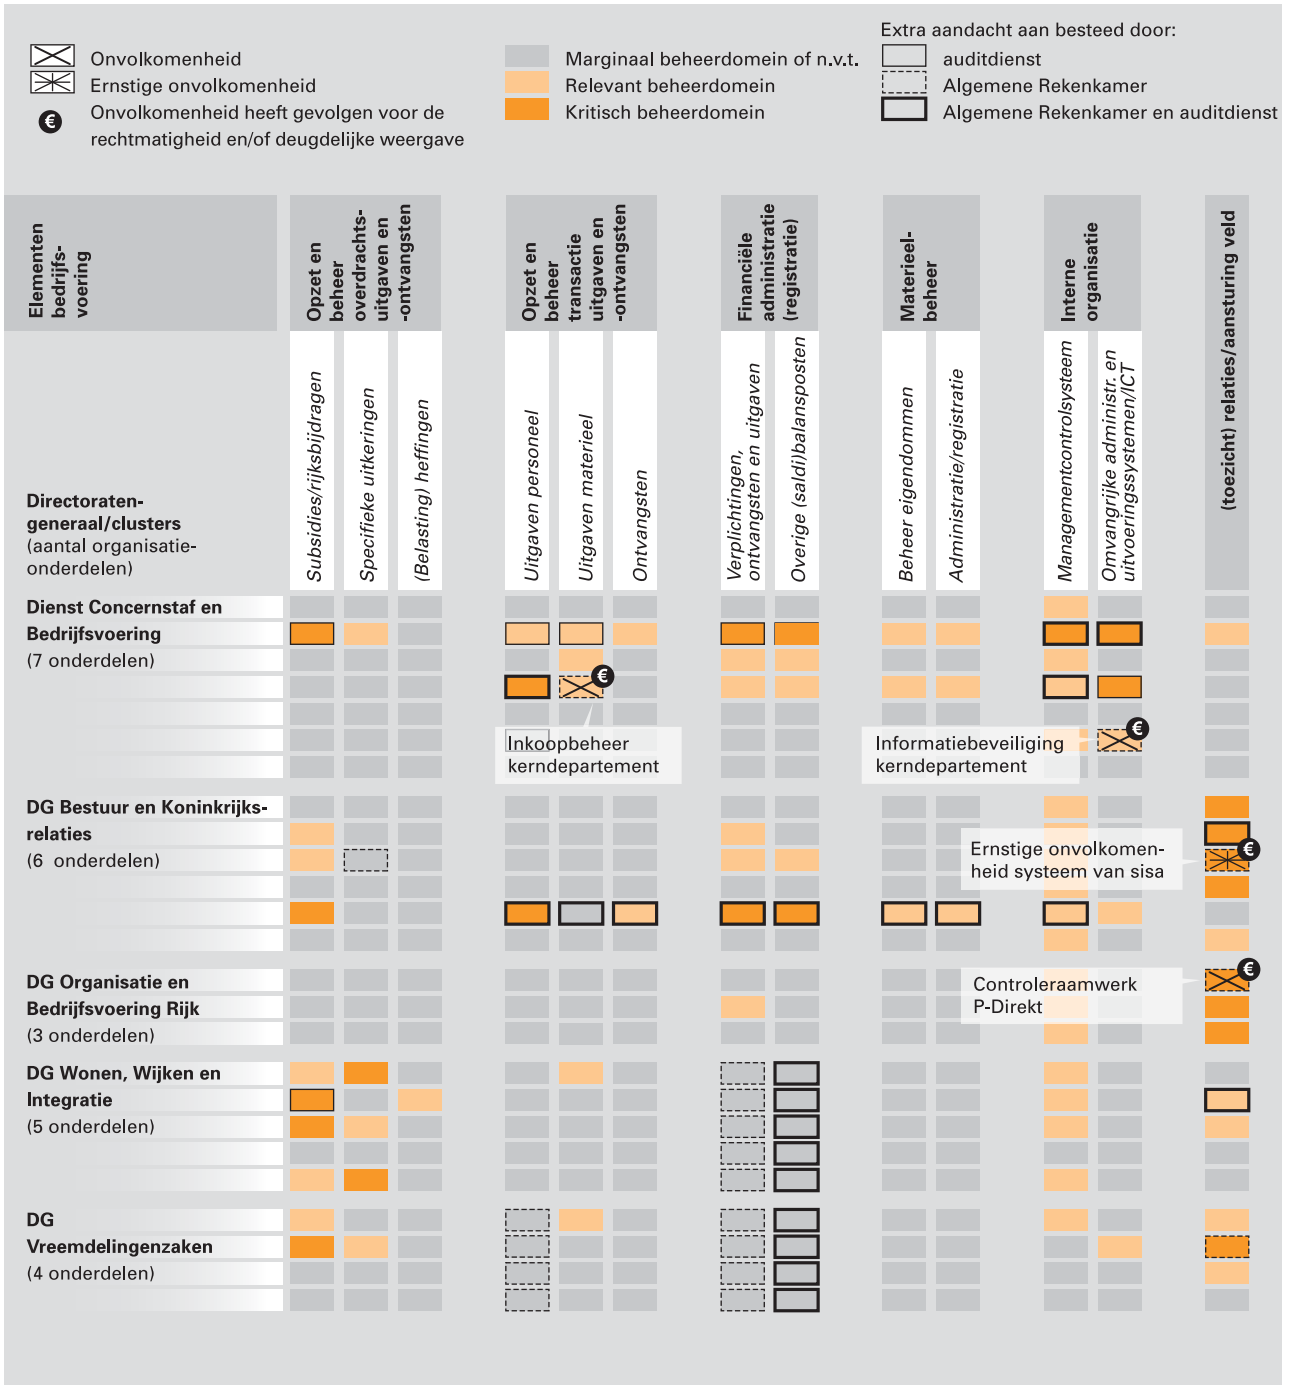 Onvolkomenheid
Ernstige onvolkomenheid
€
Onvolkomenheid heeft gevolgen voor de
rechtmatigheid en/of deugdelijke weergave
Marginaal beheerdomein of n.v.t.
Relevant beheerdomein
Kritisch beheerdomein
Extra aandacht aan besteed door:
auditdienst
Algemene Rekenkamer
Algemene Rekenkamer en auditdienst
Elementen
bedrijfs-
voering
Opzet en
beheer
overdrachts-
uitgaven en
-ontvangsten
Opzet en
beheer
transactie
uitgaven en
-ontvangsten
Financiële
administratie
(registratie)
Materieel-
beheer
Interne
organisatie
(toezicht) relaties/aansturing veld
Directoraten-
generaal/clusters
(aantal organisatie-
onderdelen)
Subsidies/rijksbijdragen
Specifieke uitkeringen
(Belasting) heffingen
Uitgaven personeel
Uitgaven materieel
Ontvangsten
Verplichtingen,
ontvangsten en uitgaven
Overige (saldi)balansposten
Beheer eigendommen
Administratie/registratie
Managementcontrolsysteem
Omvangrijke administr. en
uitvoeringssystemen/ICT
Dienst Concernstaf en
Bedrijfsvoering
(7 onderdelen)
€
Inkoopbeheer
kerndepartement
€
Informatiebeveiliging
kerndepartement
DG Bestuur en Koninkrijks-
relaties
(6 onderdelen)
€
Ernstige onvolkomen-
heid systeem van sisa
DG Organisatie en
Bedrijfsvoering Rijk
(3 onderdelen)
€
Controleraamwerk
P-Direkt
DG Wonen, Wijken en
Integratie
(5 onderdelen)
DG
Vreemdelingenzaken
(4 onderdelen)